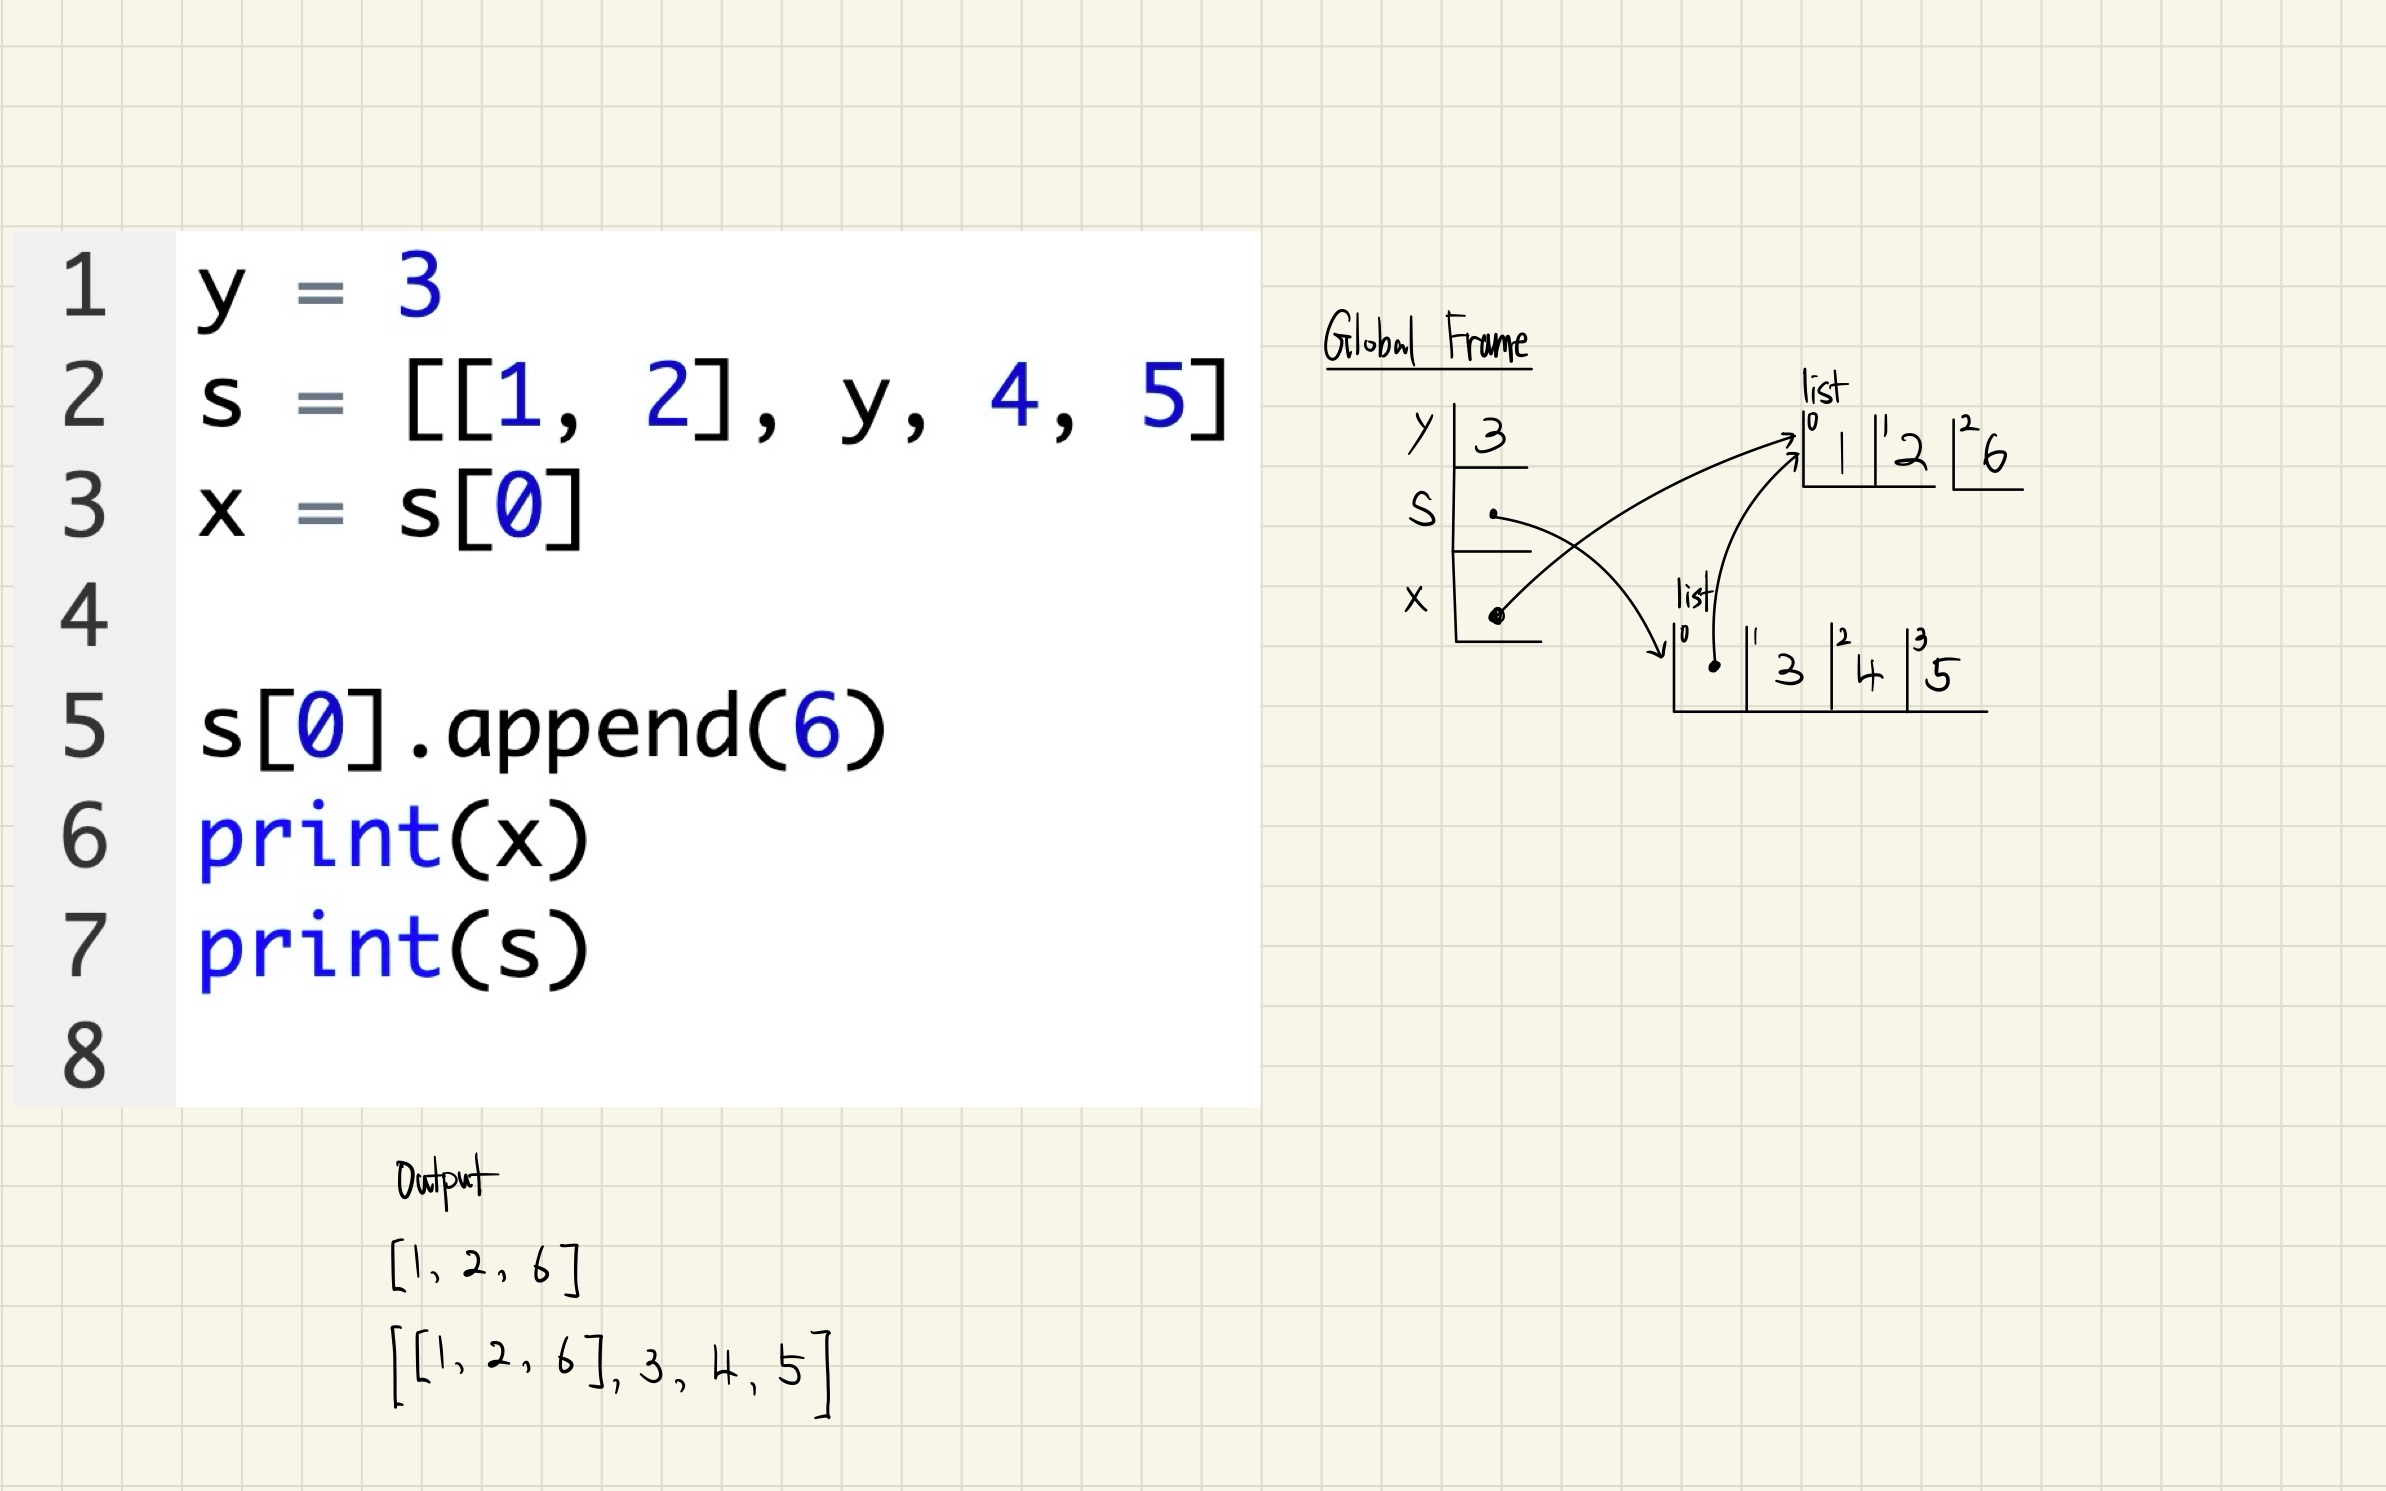 1 y = 3
2 s = [[1, 2], y, 4, 5]
3 x = s[0]
4
5 s[0].append(6)
6 print(x)
7 print(s)
8
Global Frame
y 3
s
x
list
0 1 1 2 2 6
list
0 1 3 2 4 3 5
Output
[1, 2, 6]
[[1, 2, 6], 3, 4, 5]